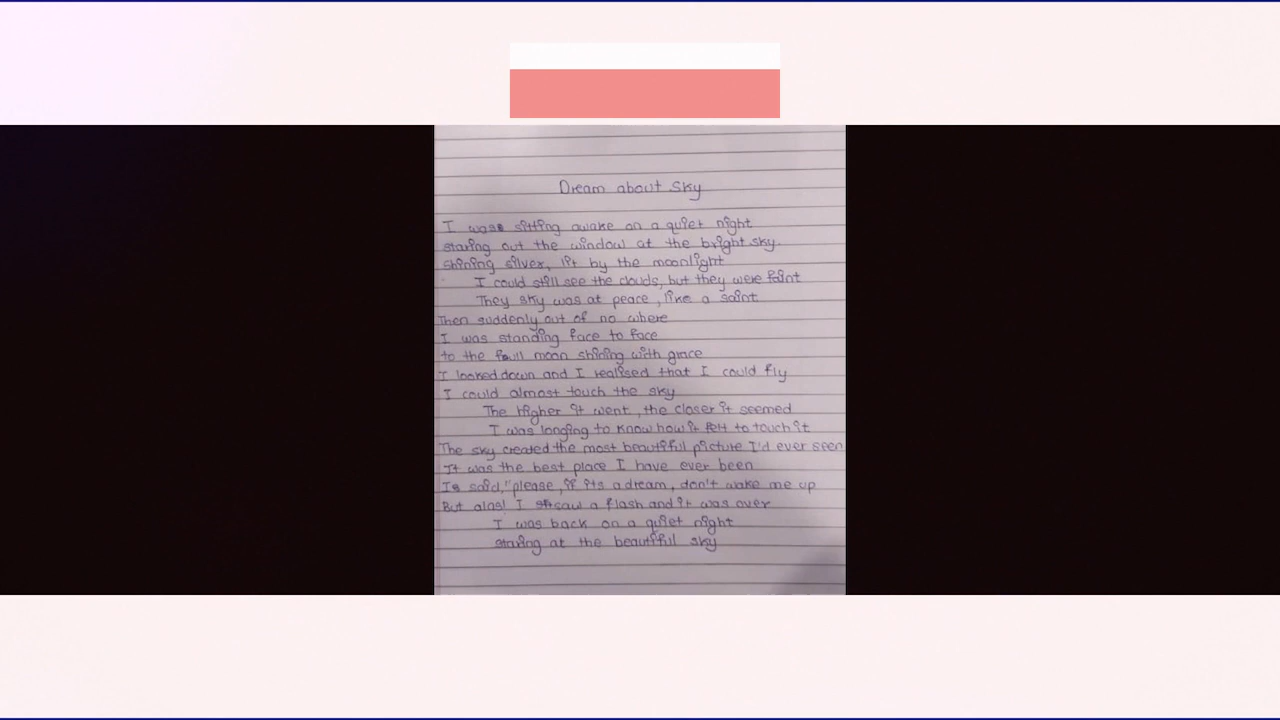 Dream about sky
I was sitting awake on a quiet night
staring out the window at the bright sky.
shining silver, lit by the moonlight
I could still see the clouds, but they were faint
They sky was at peace, like a saint
Then suddenly out of no where
I was standing face to face
to the full moon shining with grace
I looked down and I realised that I could fly
I could almost touch the sky
The higher it went, the closer it seemed
I was longing to know how it felt to touch it
The sky created the most beautifull picture I'd ever seen
It was the best place I have ever been
I said, "please, if its a dream, don't wake me up
But alas! I saw a flash and it was over
I was back on a quiet night
staring at the beautiful sky